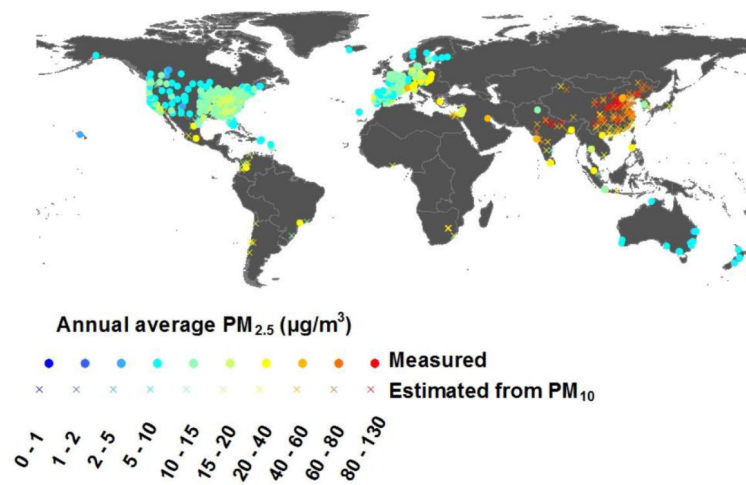 Annual average PM₂.₅ (µg/m³)
Measured
Estimated from PM₁₀
0 - 1
1 - 2
2 - 5
5 - 10
10 - 15
15 - 20
20 - 40
40 - 60
60 - 80
80 - 130